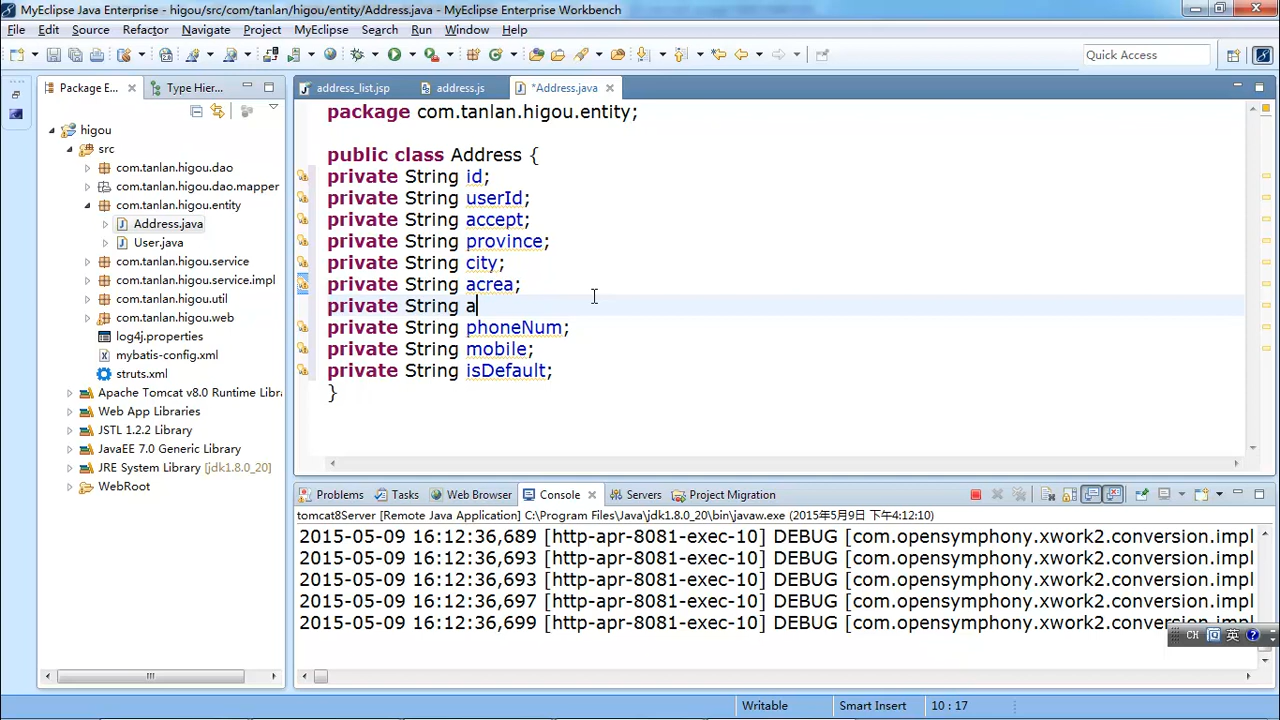 MyEclipse Java Enterprise - higou/src/com/tanlan/higou/entity/Address.java - MyEclipse Enterprise Workbench
File Edit Source Refactor Navigate Project MyEclipse Search Run Window Help
Quick Access
Package E... Type Hier...
address_list.jsp address.js *Address.java
higou
src
com.tanlan.higou.dao
com.tanlan.higou.dao.mapper
com.tanlan.higou.entity
Address.java
User.java
com.tanlan.higou.service
com.tanlan.higou.service.impl
com.tanlan.higou.util
com.tanlan.higou.web
log4j.properties
mybatis-config.xml
struts.xml
Apache Tomcat v8.0 Runtime Libra
Web App Libraries
JSTL 1.2.2 Library
JavaEE 7.0 Generic Library
JRE System Library [jdk1.8.0_20]
WebRoot
package com.tanlan.higou.entity;
public class Address {
private String id;
private String userId;
private String accept;
private String province;
private String city;
private String acrea;
private String a
private String phoneNum;
private String mobile;
private String isDefault;
}
Problems Tasks Web Browser Console Servers Project Migration
tomcat8Server [Remote Java Application] C:\Program Files\Java\jdk1.8.0_20\bin\javaw.exe (2015年5月9日 下午4:12:10)
2015-05-09 16:12:36,689 [http-apr-8081-exec-10] DEBUG [com.opensymphony.xwork2.conversion.impl
2015-05-09 16:12:36,693 [http-apr-8081-exec-10] DEBUG [com.opensymphony.xwork2.conversion.impl
2015-05-09 16:12:36,693 [http-apr-8081-exec-10] DEBUG [com.opensymphony.xwork2.conversion.impl
2015-05-09 16:12:36,697 [http-apr-8081-exec-10] DEBUG [com.opensymphony.xwork2.conversion.impl
2015-05-09 16:12:36,699 [http-apr-8081-exec-10] DEBUG [com.opensymphony.xwork2.conversion.impl
CH 英
Writable Smart Insert 10 : 17